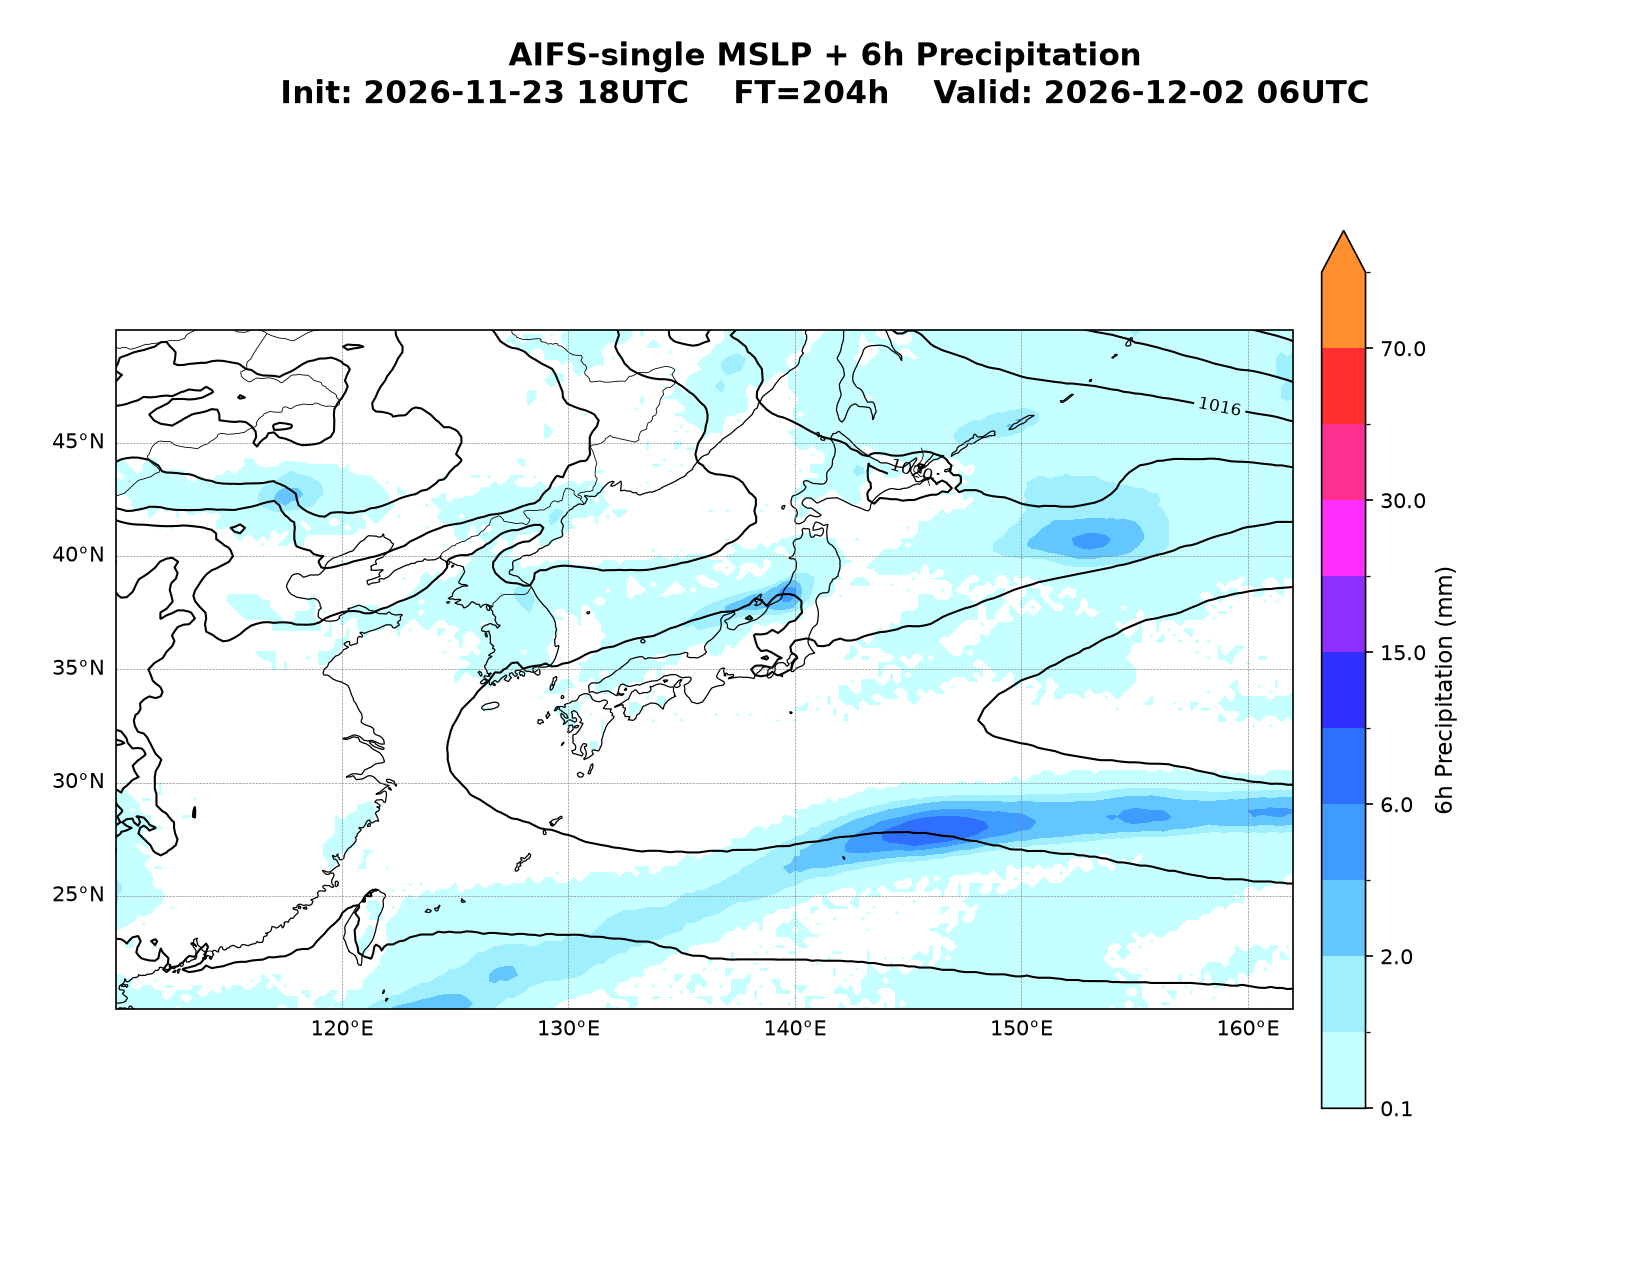 AIFS-single MSLP + 6h Precipitation
Init: 2026-11-23 18UTC    FT=204h    Valid: 2026-12-02 06UTC
45°N
40°N
35°N
30°N
25°N
120°E
130°E
140°E
150°E
160°E
1016
70.0
30.0
15.0
6.0
2.0
0.1
6h Precipitation (mm)